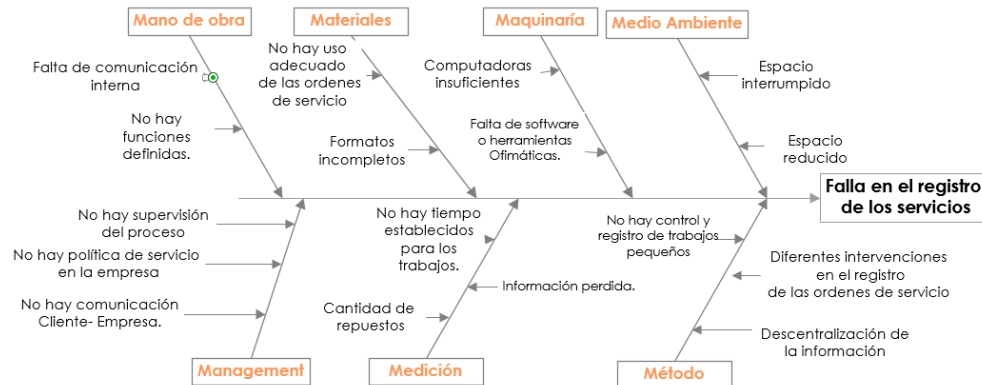 Mano de obra
Materiales
Maquinaría
Medio Ambiente
Falta de comunicación
interna
No hay
funciones
definidas.
No hay uso
adecuado
de las ordenes
de servicio
Formatos
incompletos
Computadoras
insuficientes
Falta de software
o herramientas
Ofimáticas.
Espacio
interrumpido
Espacio
reducido
Falla en el registro
de los servicios
No hay supervisión
del proceso
No hay política de servicio
en la empresa
No hay comunicación
Cliente- Empresa.
No hay tiempo
establecidos
para los
trabajos.
Información perdida.
Cantidad de
repuestos
No hay control y
registro de trabajos
pequeños
Diferentes intervenciones
en el registro
de las ordenes de servicio
Descentralización de
la información
Management
Medición
Método